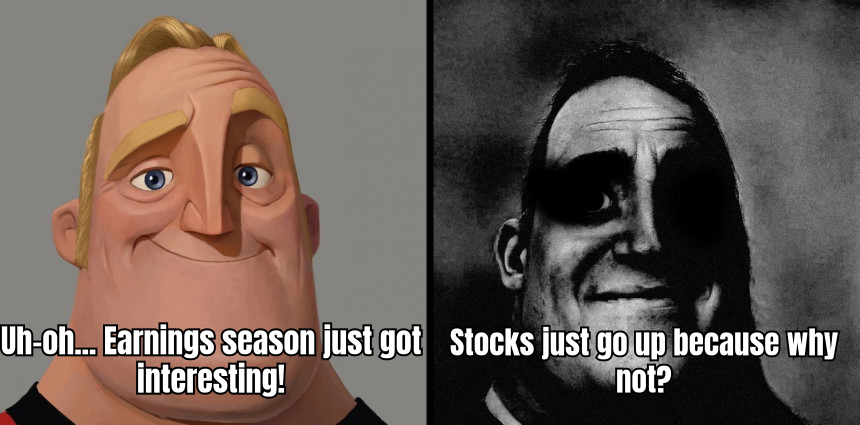 Uh-oh... Earnings season just got
interesting!
Stocks just go up because why
not?